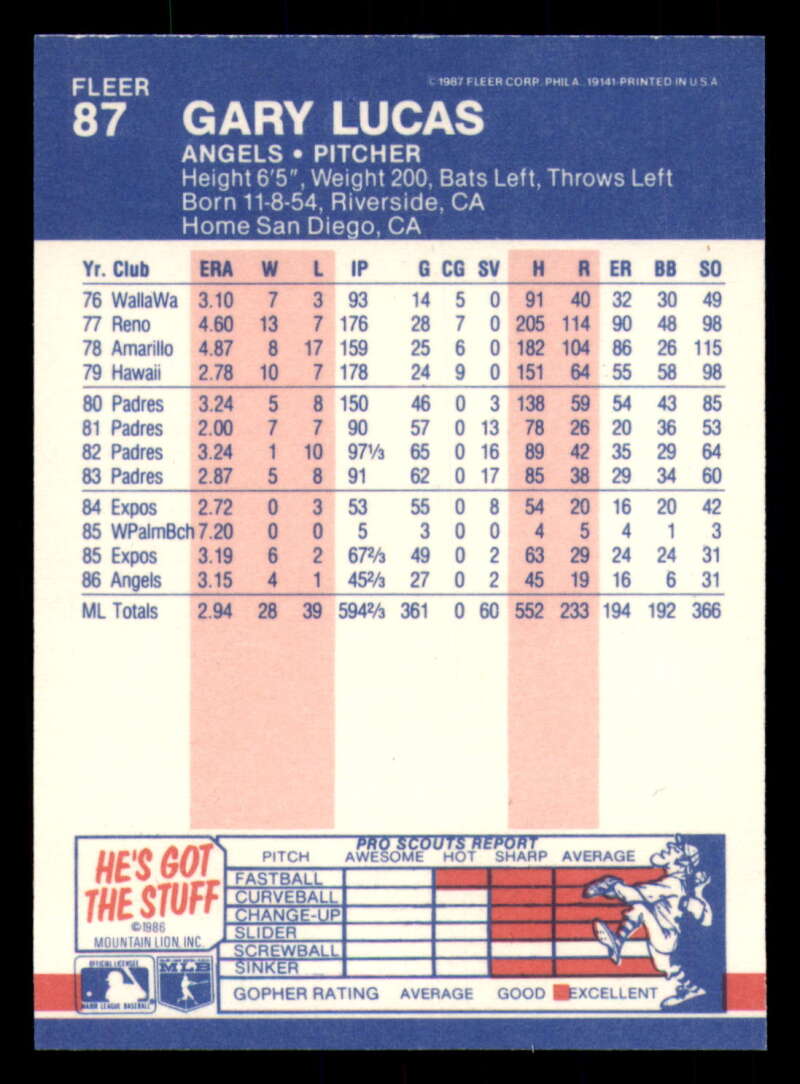 FLEER
87
© 1987 FLEER CORP. PHILA., 19141-PRINTED IN U.S.A
GARY LUCAS
ANGELS • PITCHER
Height 6'5", Weight 200, Bats Left, Throws Left
Born 11-8-54, Riverside, CA
Home San Diego, CA
Yr. Club ERA W L IP G CG SV H R ER BB SO
76 WallaWa 3.10 7 3 93 14 5 0 91 40 32 30 49
77 Reno 4.60 13 7 176 28 7 0 205 114 90 48 98
78 Amarillo 4.87 8 17 159 25 6 0 182 104 86 26 115
79 Hawaii 2.78 10 7 178 24 9 0 151 64 55 58 98
80 Padres 3.24 5 8 150 46 0 3 138 59 54 43 85
81 Padres 2.00 7 7 90 57 0 13 78 26 20 36 53
82 Padres 3.24 1 10 97⅓ 65 0 16 89 42 35 29 64
83 Padres 2.87 5 8 91 62 0 17 85 38 29 34 60
84 Expos 2.72 0 3 53 55 0 8 54 20 16 20 42
85 WPalmBch 7.20 0 0 5 3 0 0 4 5 4 1 3
85 Expos 3.19 6 2 67⅔ 49 0 2 63 29 24 24 31
86 Angels 3.15 4 1 45⅔ 27 0 2 45 19 16 6 31
ML Totals 2.94 28 39 594⅔ 361 0 60 552 233 194 192 366
HE'S GOT
THE STUFF
©1986
MOUNTAIN LION, INC.
PRO SCOUTS REPORT
PITCH AWESOME HOT SHARP AVERAGE
FASTBALL
CURVEBALL
CHANGE-UP
SLIDER
SCREWBALL
SINKER
GOPHER RATING AVERAGE GOOD EXCELLENT
OFFICIAL LICENSEE
MAJOR LEAGUE BASEBALL
MLB